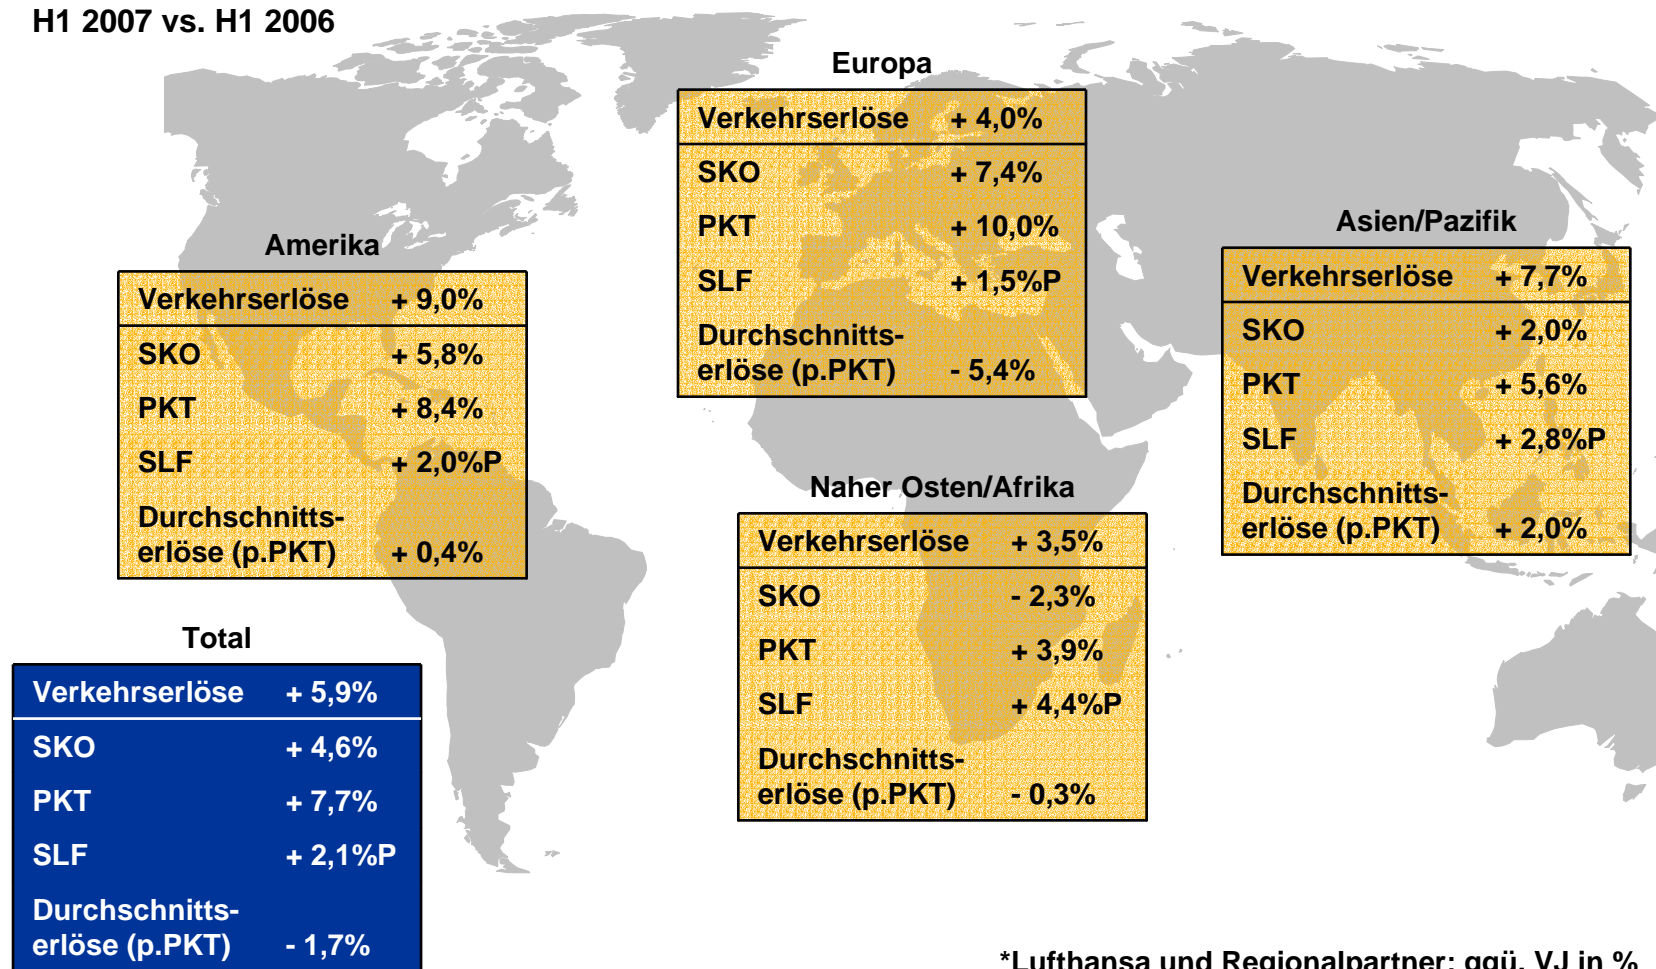 H1 2007 vs. H1 2006
Europa
Verkehrserlöse + 4,0%
SKO + 7,4%
PKT + 10,0%
SLF + 1,5%P
Durchschnitts-
erlöse (p.PKT) - 5,4%
Amerika
Verkehrserlöse + 9,0%
SKO + 5,8%
PKT + 8,4%
SLF + 2,0%P
Durchschnitts-
erlöse (p.PKT) + 0,4%
Asien/Pazifik
Verkehrserlöse + 7,7%
SKO + 2,0%
PKT + 5,6%
SLF + 2,8%P
Durchschnitts-
erlöse (p.PKT) + 2,0%
Naher Osten/Afrika
Verkehrserlöse + 3,5%
SKO - 2,3%
PKT + 3,9%
SLF + 4,4%P
Durchschnitts-
erlöse (p.PKT) - 0,3%
Total
Verkehrserlöse + 5,9%
SKO + 4,6%
PKT + 7,7%
SLF + 2,1%P
Durchschnitts-
erlöse (p.PKT) - 1,7%
*Lufthansa und Regionalpartner; ggü. VJ in %